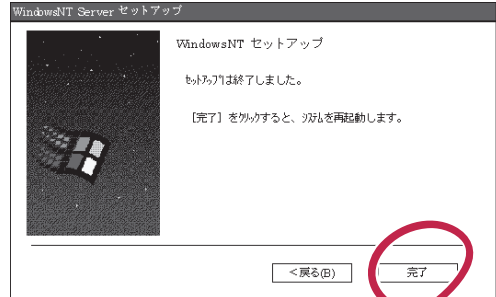 WindowsNT Server セットアップ
WindowsNT セットアップ
ｾｯﾄｱｯﾌﾟは終了しました。
［完了］をｸﾘｯｸすると、ｼｽﾃﾑを再起動します。
<戻る(B)
完了